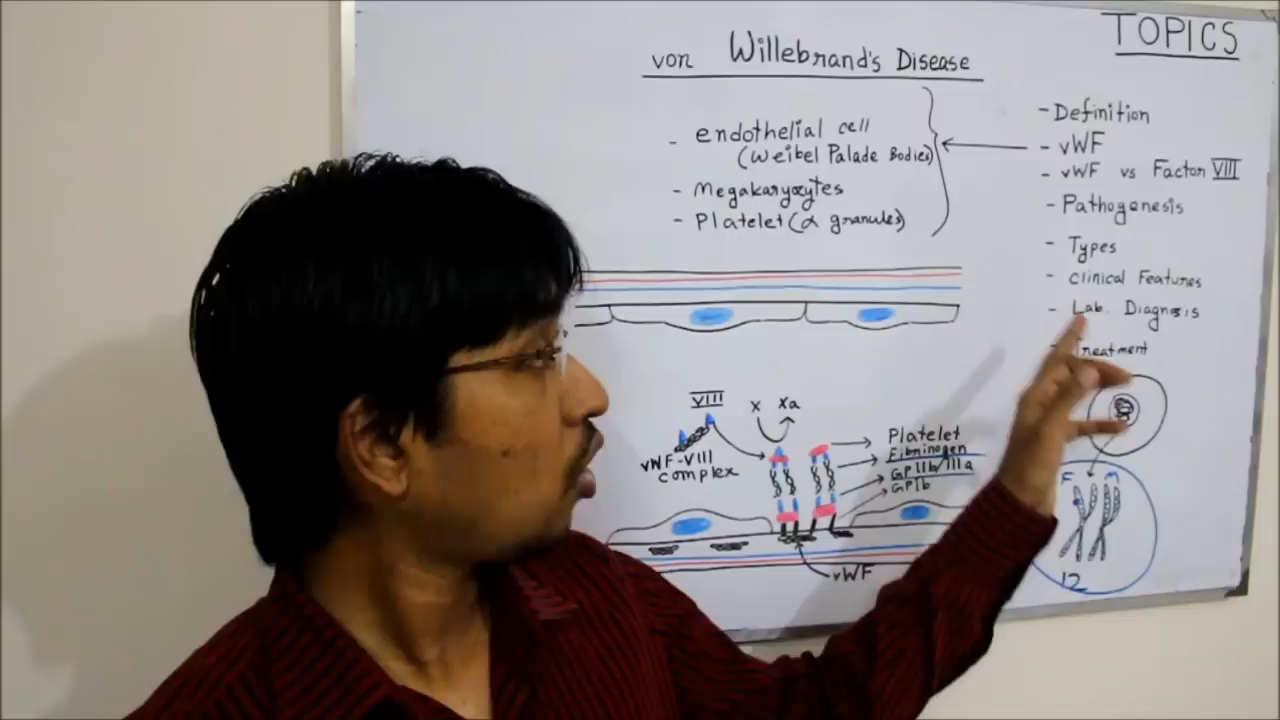 von Willebrand's Disease
- endothelial cell
(Weibel Palade Bodies)
- Megakaryocytes
- Platelet (α granules)
TOPICS
- Definition
- vWF
- vWF vs Factor VIII
- Pathogenesis
- Types
- Clinical Features
- Lab. Diagnosis
- Treatment
VIII
X Xa
vWF-VIII
complex
Platelet
Fibrinogen
GPIIb/IIIa
GPIb
vWF
F M
12